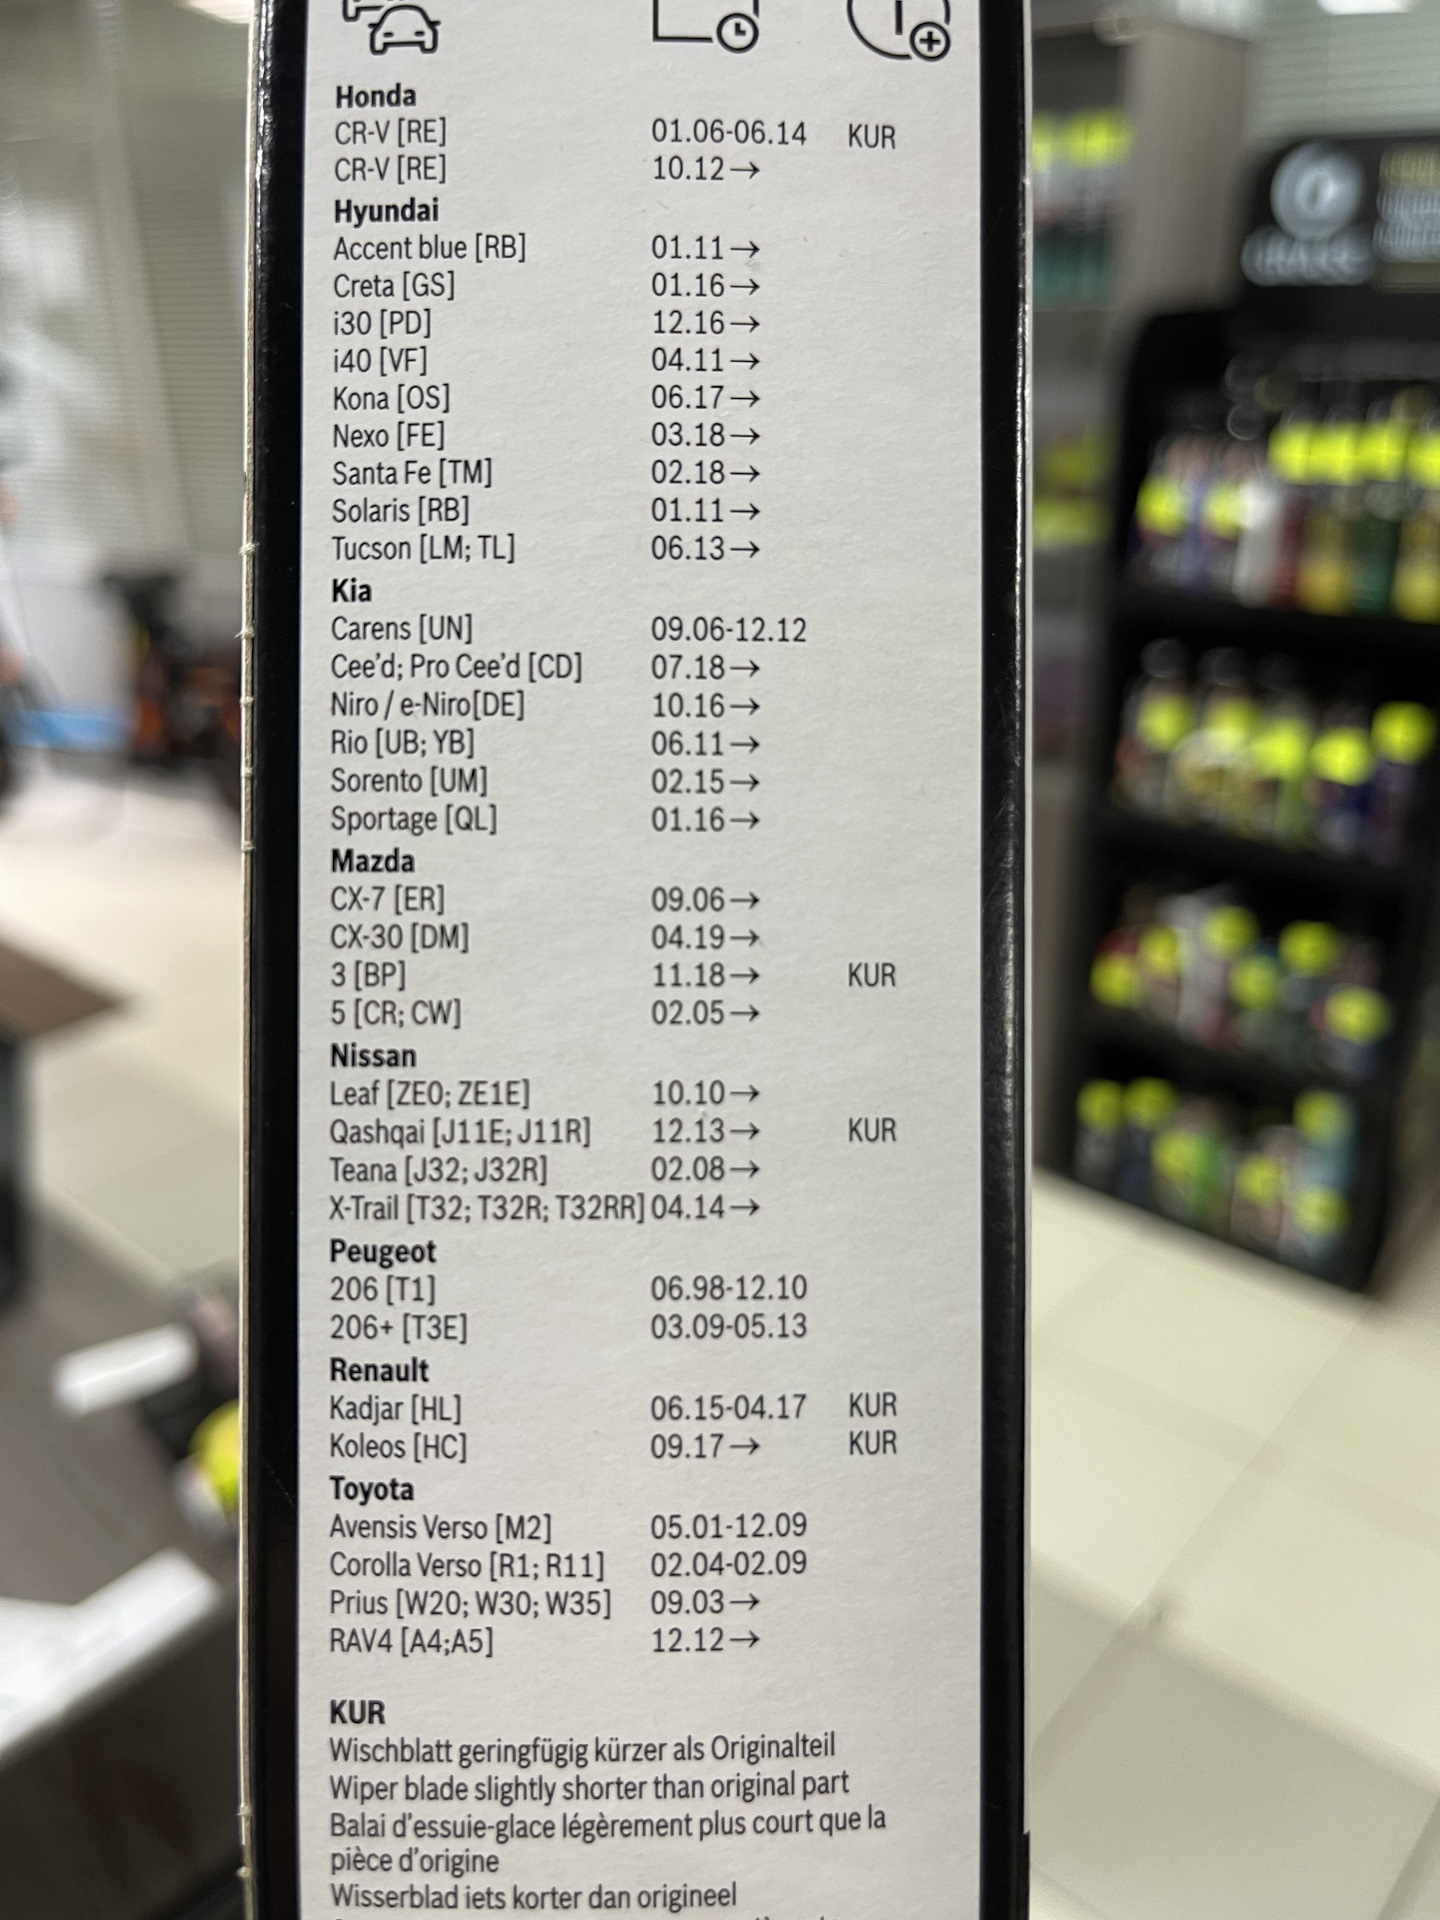 Honda
CR-V [RE] 01.06-06.14 KUR
CR-V [RE] 10.12→
Hyundai
Accent blue [RB] 01.11→
Creta [GS] 01.16→
i30 [PD] 12.16→
i40 [VF] 04.11→
Kona [OS] 06.17→
Nexo [FE] 03.18→
Santa Fe [TM] 02.18→
Solaris [RB] 01.11→
Tucson [LM; TL] 06.13→
Kia
Carens [UN] 09.06-12.12
Cee'd; Pro Cee'd [CD] 07.18→
Niro / e-Niro[DE] 10.16→
Rio [UB; YB] 06.11→
Sorento [UM] 02.15→
Sportage [QL] 01.16→
Mazda
CX-7 [ER] 09.06→
CX-30 [DM] 04.19→
3 [BP] 11.18→ KUR
5 [CR; CW] 02.05→
Nissan
Leaf [ZE0; ZE1E] 10.10→
Qashqai [J11E; J11R] 12.13→ KUR
Teana [J32; J32R] 02.08→
X-Trail [T32; T32R; T32RR] 04.14→
Peugeot
206 [T1] 06.98-12.10
206+ [T3E] 03.09-05.13
Renault
Kadjar [HL] 06.15-04.17 KUR
Koleos [HC] 09.17→ KUR
Toyota
Avensis Verso [M2] 05.01-12.09
Corolla Verso [R1; R11] 02.04-02.09
Prius [W20; W30; W35] 09.03→
RAV4 [A4;A5] 12.12→
KUR
Wischblatt geringfügig kürzer als Originalteil
Wiper blade slightly shorter than original part
Balai d'essuie-glace légèrement plus court que la
pièce d'origine
Wisserblad iets korter dan origineel